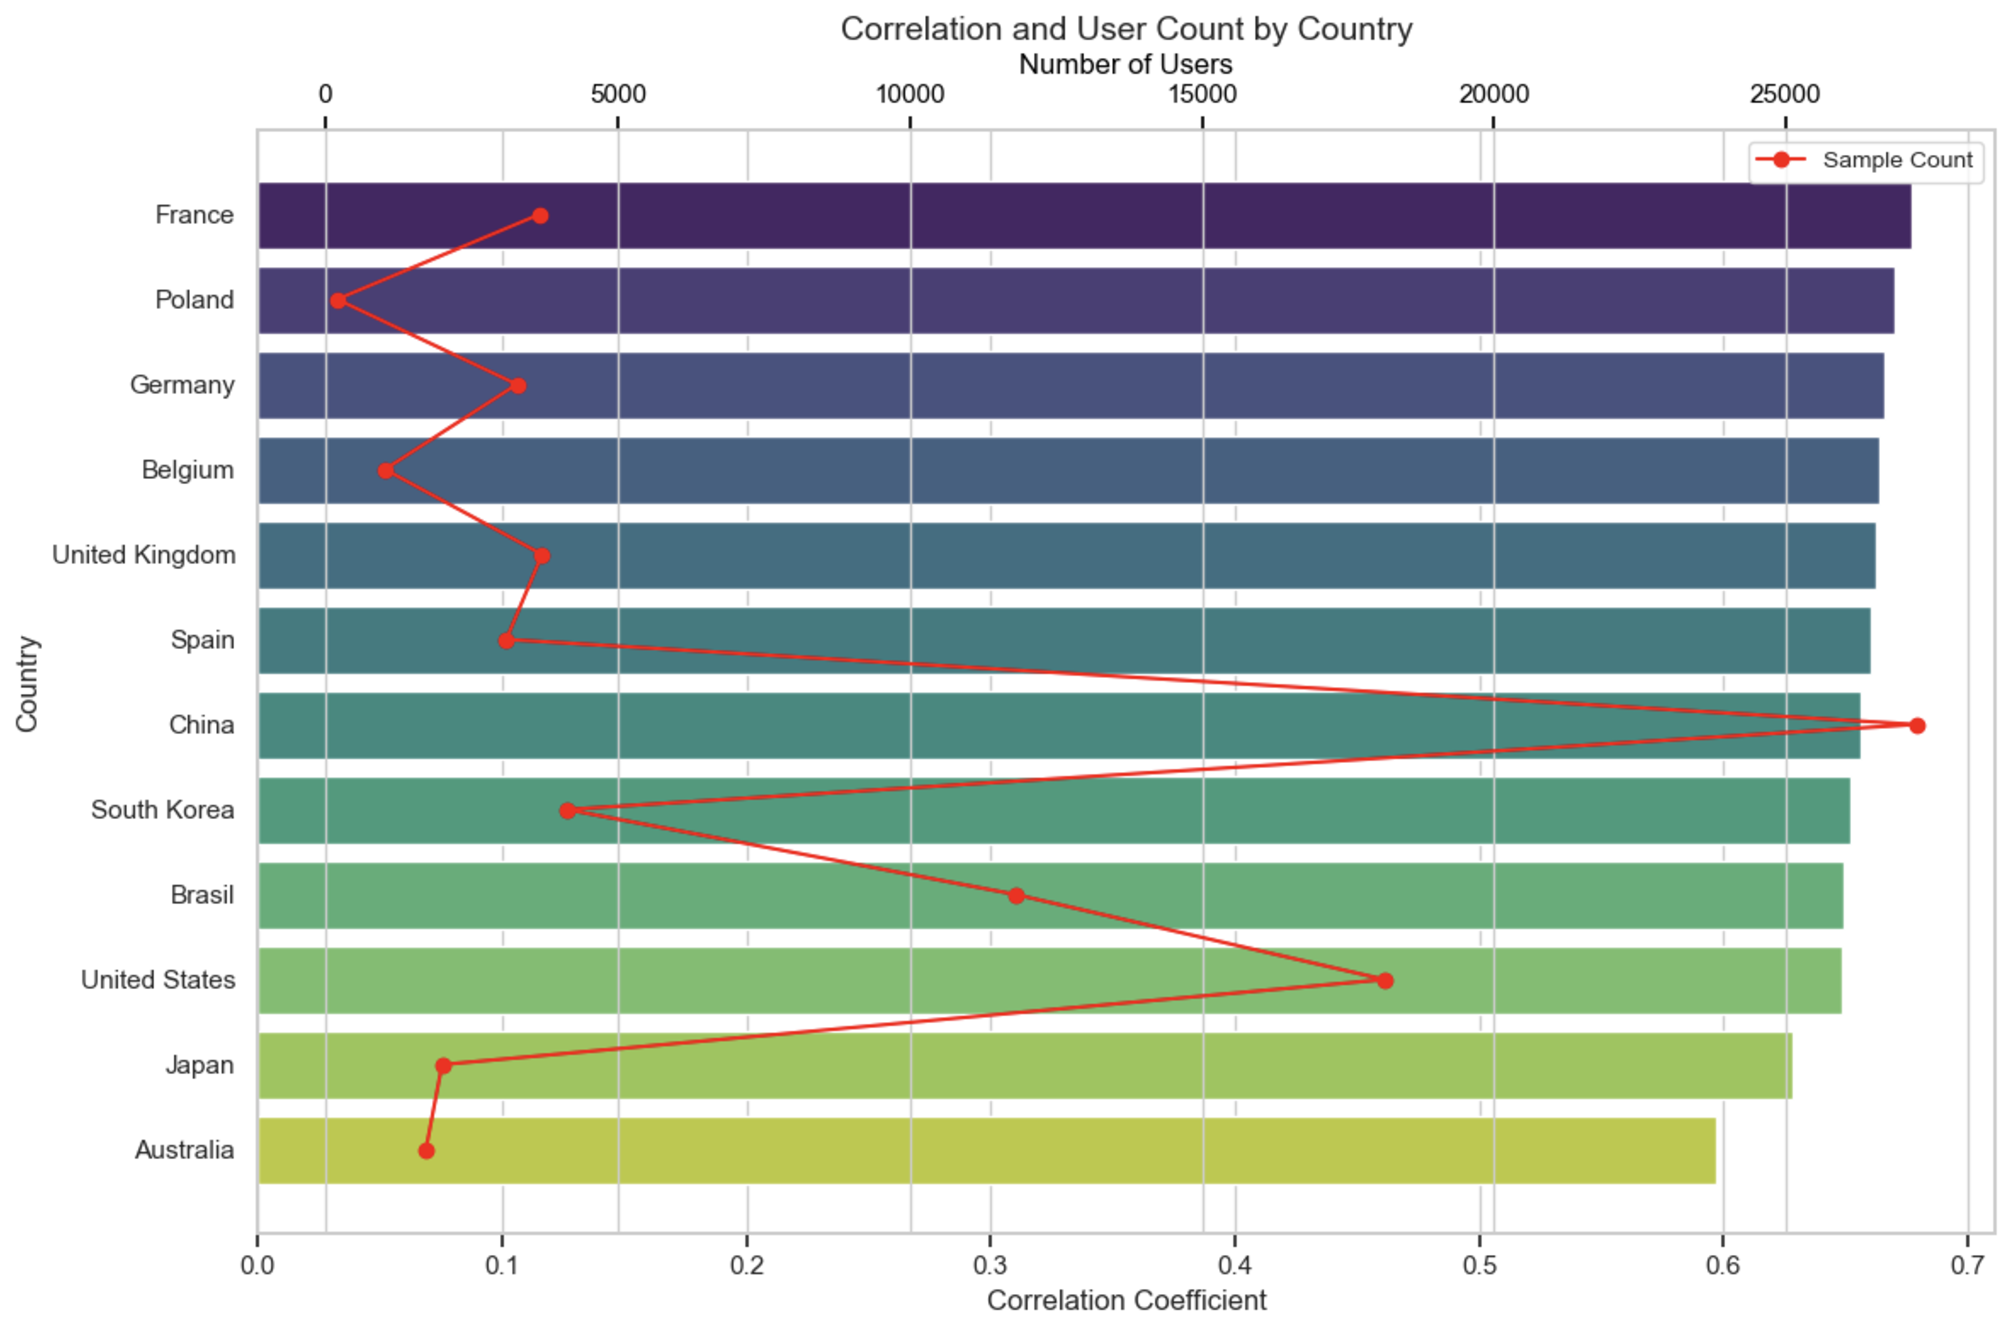 Correlation and User Count by Country
Number of Users
0 5000 10000 15000 20000 25000
Sample Count
France
Poland
Germany
Belgium
United Kingdom
Spain
China
South Korea
Brasil
United States
Japan
Australia
Country
0.0 0.1 0.2 0.3 0.4 0.5 0.6 0.7
Correlation Coefficient